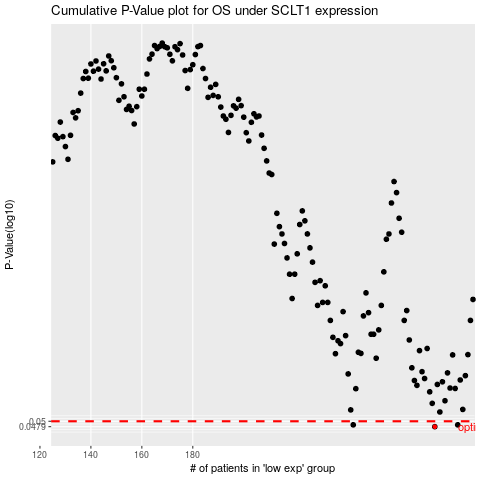 Cumulative P-Value plot for OS under SCLT1 expression
P-Value(log10)
0.05
0.0479
opti
120 140 160 180
# of patients in 'low exp' group